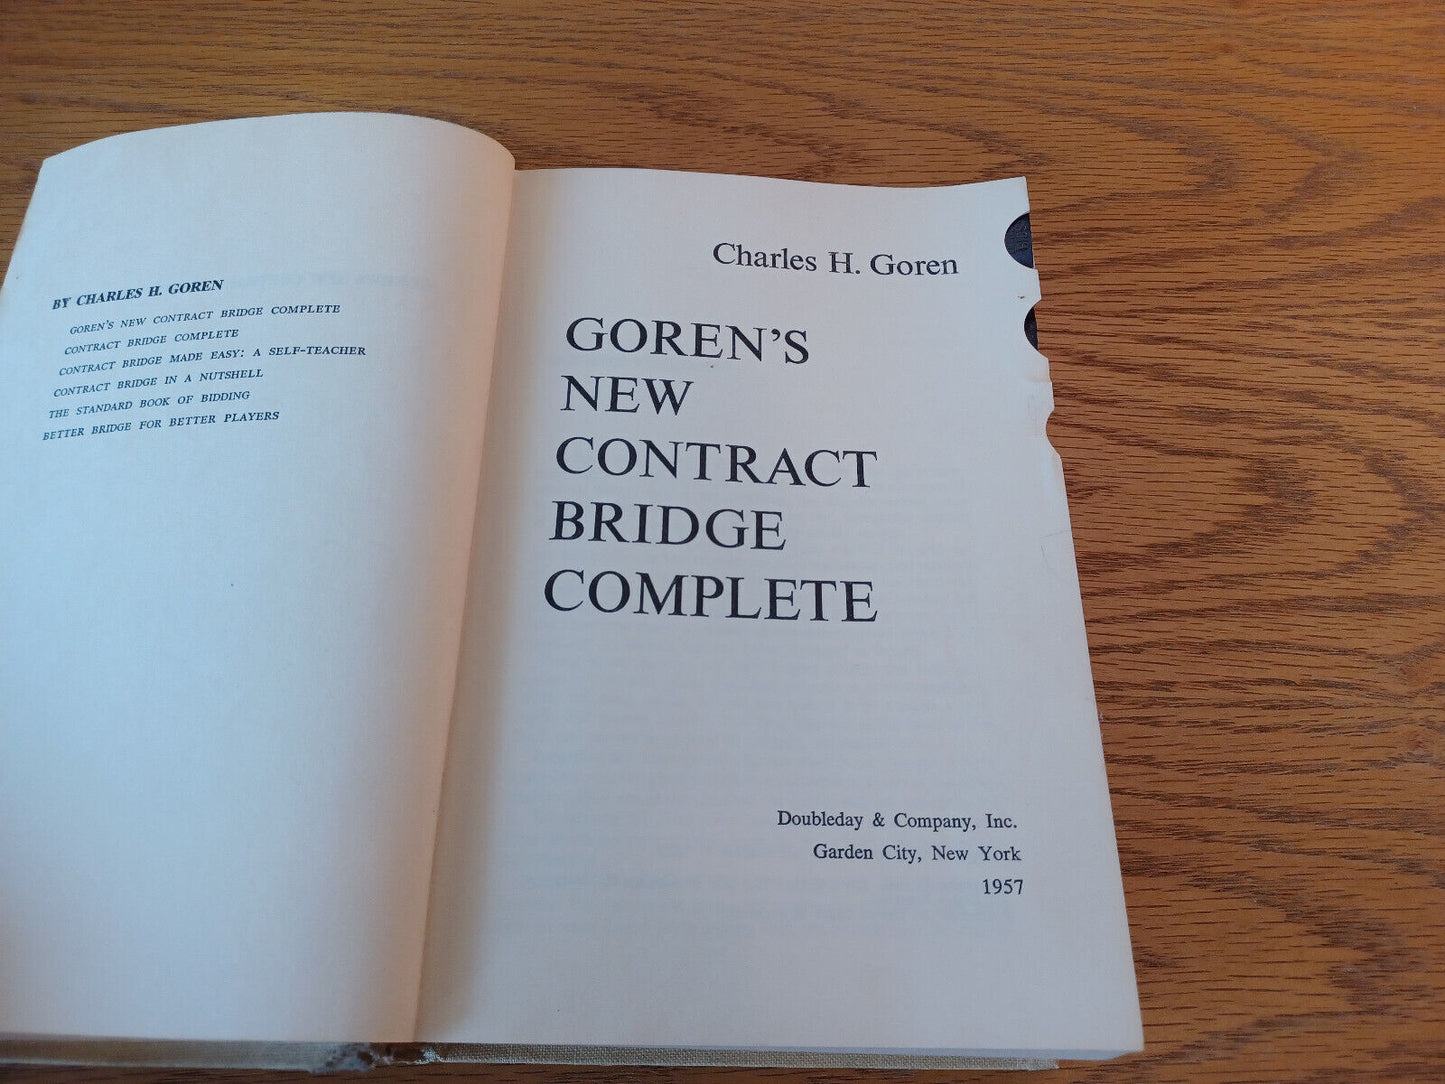 BY CHARLES H. GOREN
GOREN'S NEW CONTRACT BRIDGE COMPLETE
CONTRACT BRIDGE COMPLETE
CONTRACT BRIDGE MADE EASY: A SELF-TEACHER
CONTRACT BRIDGE IN A NUTSHELL
THE STANDARD BOOK OF BIDDING
BETTER BRIDGE FOR BETTER PLAYERS
Charles H. Goren
GOREN'S
NEW
CONTRACT
BRIDGE
COMPLETE
Doubleday & Company, Inc.
Garden City, New York
1957